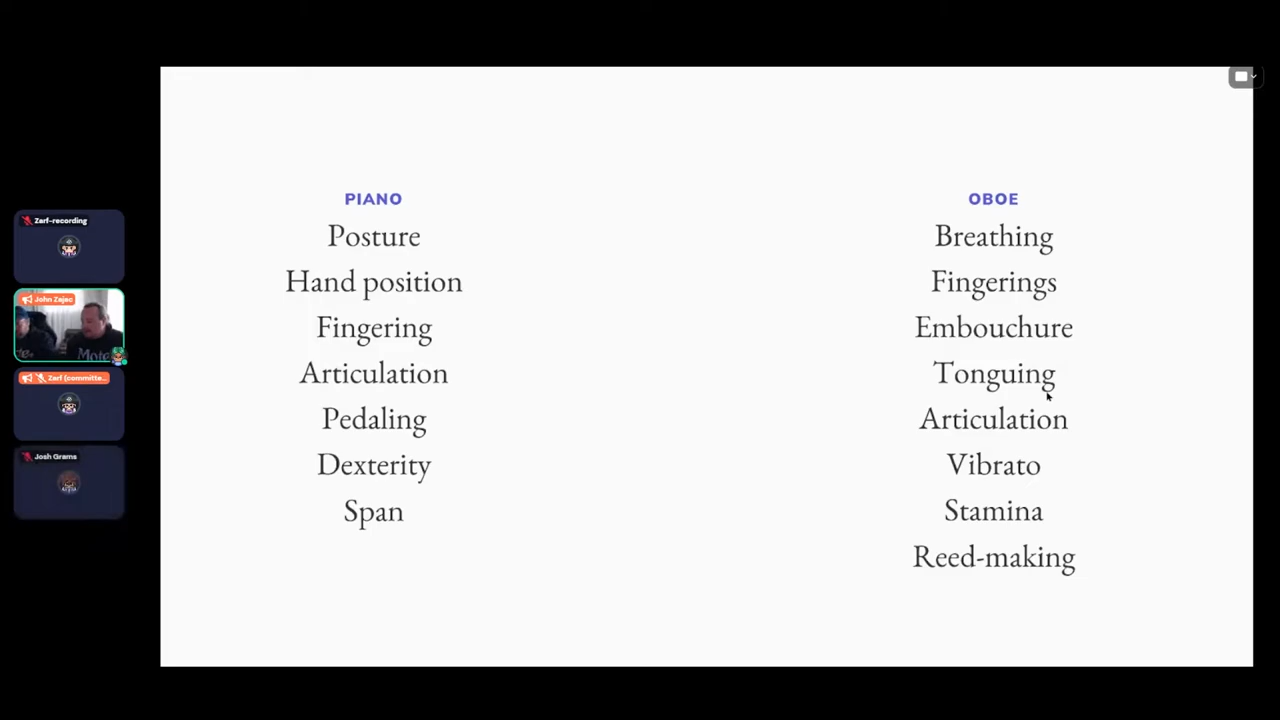 Zarf-recording
John Zajec
Zarf (committe...
Josh Grams
PIANO
Posture
Hand position
Fingering
Articulation
Pedaling
Dexterity
Span
OBOE
Breathing
Fingerings
Embouchure
Tonguing
Articulation
Vibrato
Stamina
Reed-making